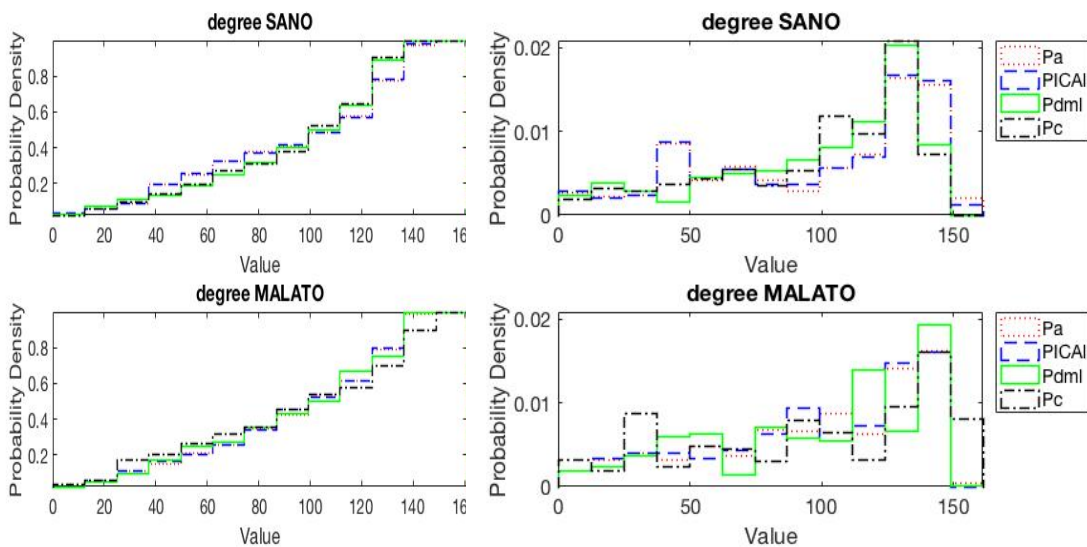 degree SANO
Probability Density
0.8
0.6
0.4
0.2
0 20 40 60 80 100 120 140 160
Value
degree SANO
0.02
0.01
0
0 50 100 150
Value
Pa
PICAI
Pdml
Pc
degree MALATO
Probability Density
0.8
0.6
0.4
0.2
0 20 40 60 80 100 120 140 160
Value
degree MALATO
Probability Density
0.02
0.01
0
0 50 100 150
Value
Pa
PICAI
Pdml
Pc
Probability Density